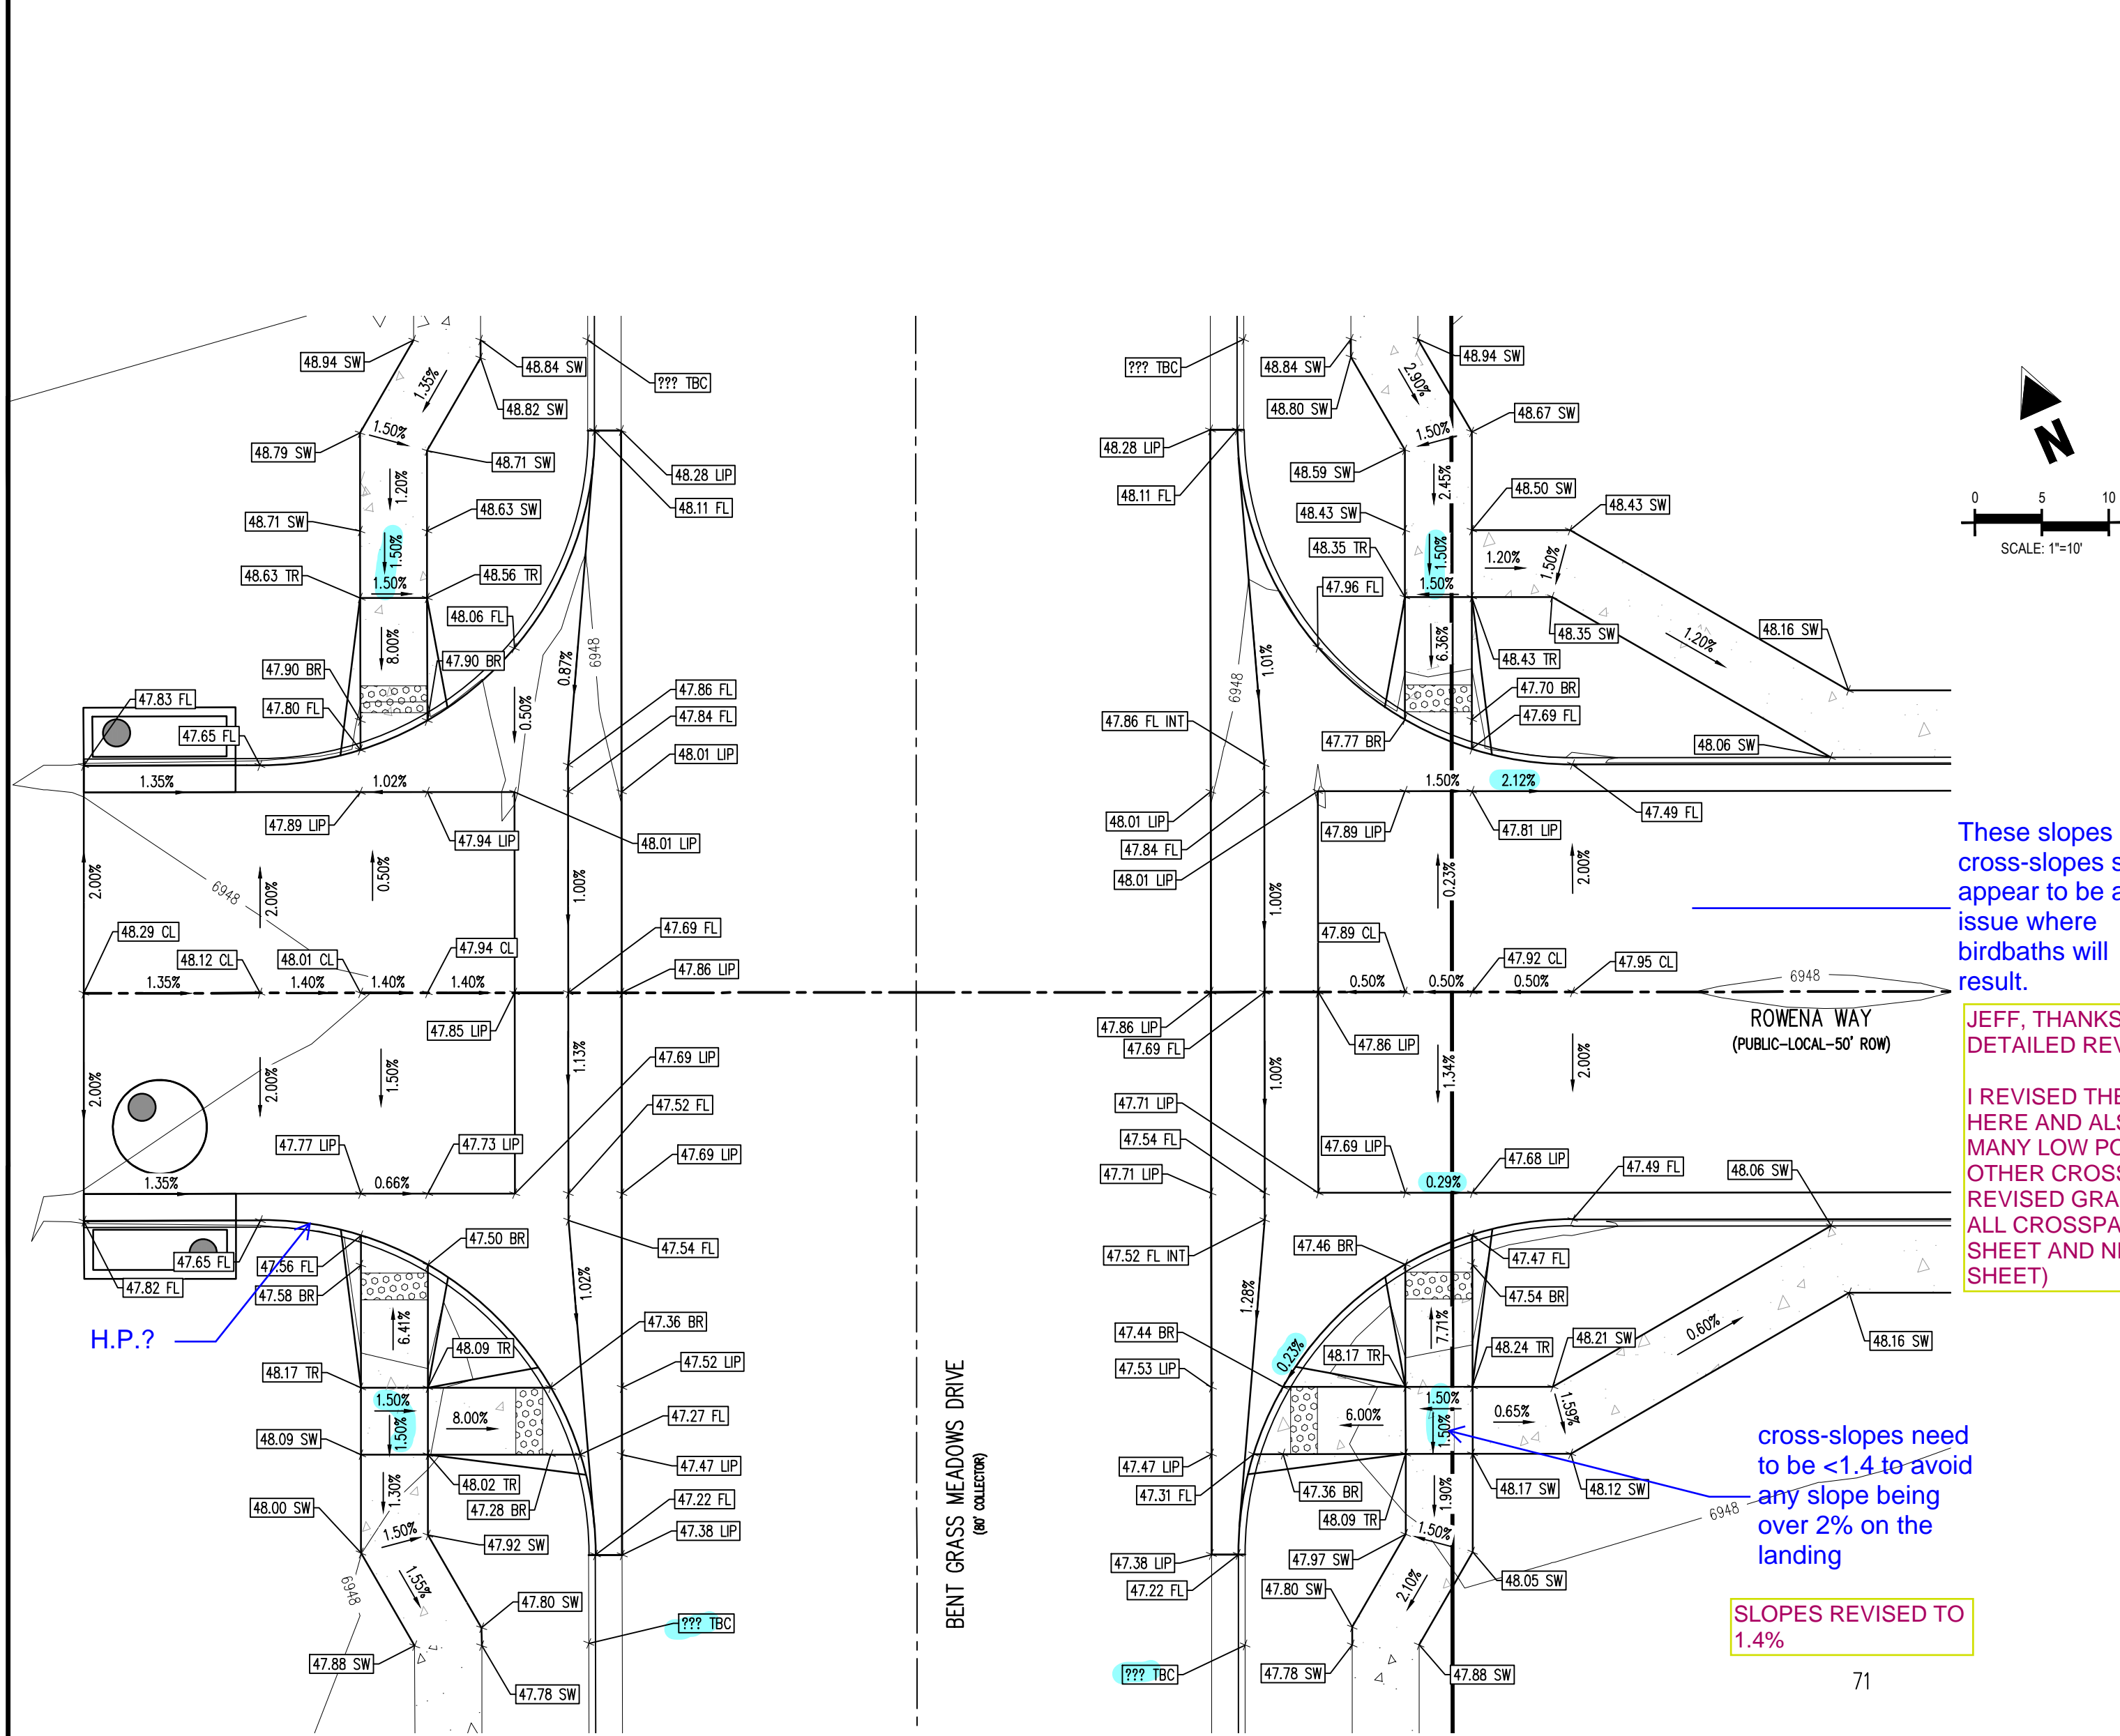 48.94 SW
48.84 SW
??? TBC
1.35%
48.82 SW
1.50%
48.79 SW
48.71 SW
48.28 LIP
1.20%
48.11 FL
48.71 SW
48.63 SW
1.50%
48.63 TR
1.50%
48.56 TR
48.06 FL
0.87%
6948
8.00%
47.90 BR
47.90 BR
47.83 FL
47.80 FL
47.65 FL
0.50%
47.86 FL
47.84 FL
48.01 LIP
1.35%
1.02%
47.89 LIP
47.94 LIP
48.01 LIP
2.00%
6948
2.00%
0.50%
1.00%
48.29 CL
48.12 CL
48.01 CL
47.94 CL
47.69 FL
47.86 LIP
1.35%
1.40%
1.40%
1.40%
47.85 LIP
47.69 LIP
2.00%
2.00%
1.50%
1.13%
47.52 FL
47.77 LIP
47.73 LIP
47.69 LIP
1.35%
0.66%
47.50 BR
47.54 FL
47.65 FL
47.56 FL
47.82 FL
47.58 BR
1.02%
H.P.?
6.41%
47.36 BR
48.09 TR
48.17 TR
47.52 LIP
1.50%
1.50%
8.00%
47.27 FL
48.09 SW
47.47 LIP
48.02 TR
1.30%
47.28 BR
47.22 FL
48.00 SW
1.50%
47.92 SW
47.38 LIP
6948
1.55%
47.80 SW
??? TBC
47.88 SW
47.78 SW
BENT GRASS MEADOWS DRIVE
(80' COLLECTOR)
??? TBC
48.84 SW
48.94 SW
2.90%
48.80 SW
48.67 SW
48.28 LIP
1.50%
48.59 SW
2.45%
48.50 SW
48.11 FL
48.43 SW
48.43 SW
48.35 TR
1.50%
1.20%
1.50%
1.50%
47.96 FL
48.35 SW
48.16 SW
1.20%
6.36%
48.43 TR
1.01%
6948
47.70 BR
47.69 FL
47.86 FL INT
47.77 BR
48.06 SW
1.50%
2.12%
47.49 FL
48.01 LIP
47.89 LIP
47.81 LIP
47.84 FL
48.01 LIP
1.00%
0.23%
2.00%
47.89 CL
47.92 CL
47.95 CL
0.50%
0.50%
0.50%
6948
47.86 LIP
47.69 FL
47.86 LIP
ROWENA WAY
(PUBLIC-LOCAL-50' ROW)
1.00%
1.34%
2.00%
47.71 LIP
47.54 FL
47.69 LIP
47.68 LIP
47.49 FL
48.06 SW
47.71 LIP
0.29%
47.52 FL INT
47.46 BR
47.47 FL
47.54 BR
1.28%
47.44 BR
7.71%
0.60%
48.21 SW
48.16 SW
0.23%
48.17 TR
48.24 TR
47.53 LIP
1.50%
6.00%
1.50%
0.65%
1.59%
47.47 LIP
47.31 FL
47.36 BR
48.17 SW
48.12 SW
1.90%
48.09 TR
6948
1.50%
47.38 LIP
47.97 SW
48.05 SW
47.22 FL
47.80 SW
2.10%
??? TBC
47.78 SW
47.88 SW
N
0 5 10
SCALE: 1"=10'
These slopes
cross-slopes
appear to be
issue where
birdbaths will
result.
JEFF, THANKS
DETAILED
I REVISED
HERE AND
MANY LOW
OTHER
REVISED
ALL
SHEET AND
SHEET)
cross-slopes need
to be <1.4 to avoid
any slope being
over 2% on the
landing
SLOPES REVISED TO
1.4%
71